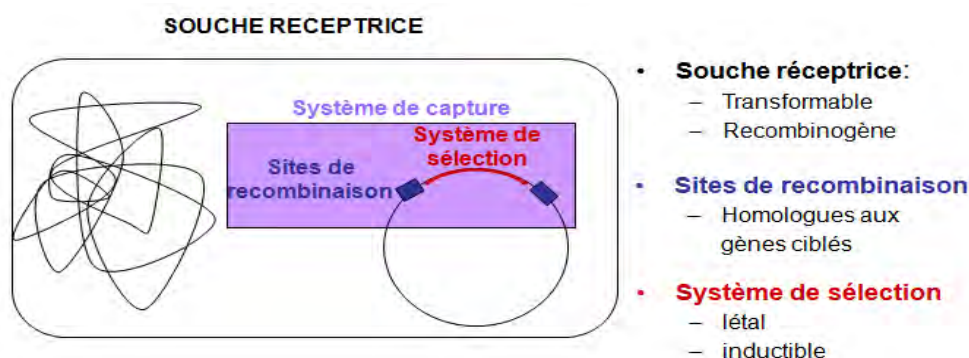 SOUCHE RECEPTRICE
Système de capture
Système de
sélection
Sites de
recombinaison
• Souche réceptrice:
– Transformable
– Recombinogène
• Sites de recombinaison
– Homologues aux
gènes ciblés
• Système de sélection
– létal
– inductible